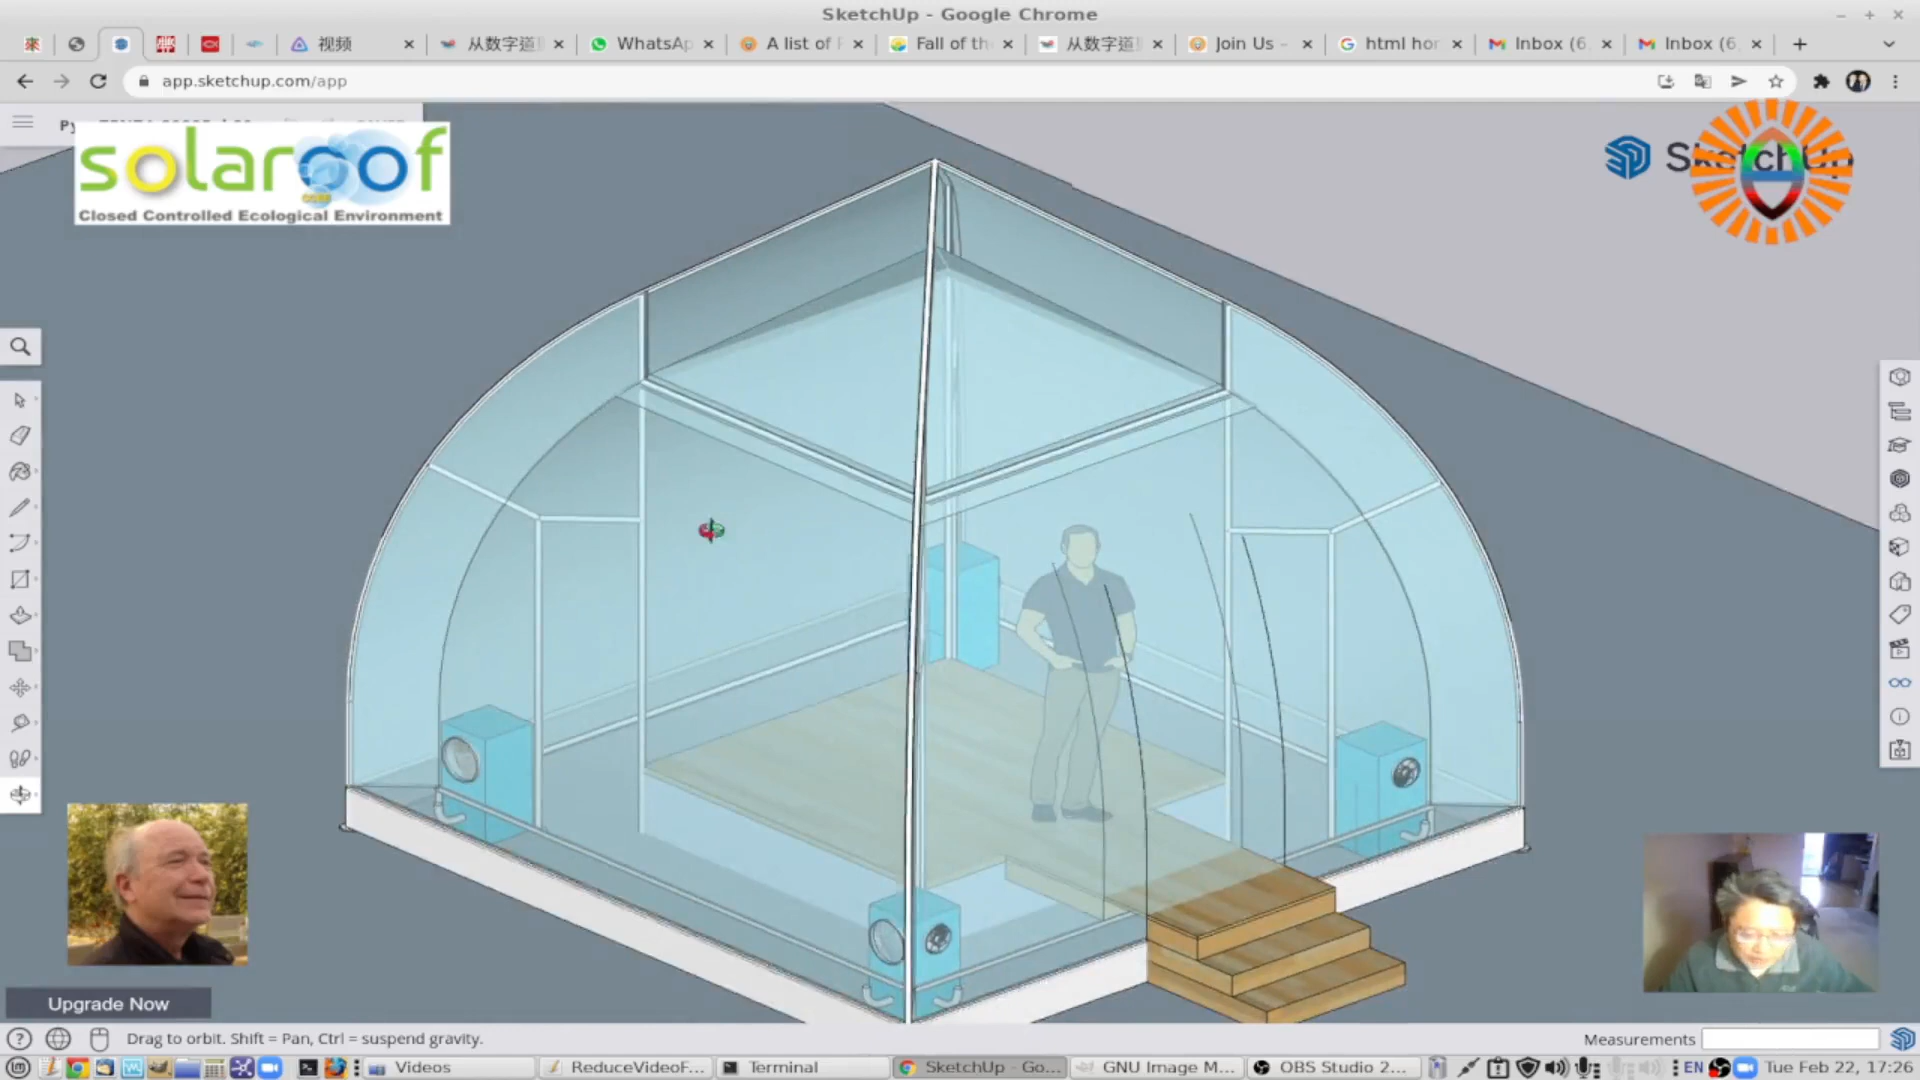 SketchUp - Google Chrome
视频
从数字道
WhatsAp
A list of F
Fall of th
从数字道
Join Us -
html hor
Inbox (6
Inbox (6
app.sketchup.com/app
solaroof
CORE
Closed Controlled Ecological Environment
SketchUp
Upgrade Now
Drag to orbit. Shift = Pan, Ctrl = suspend gravity.
Measurements
Videos
ReduceVideoF...
Terminal
SketchUp - Go...
GNU Image M...
OBS Studio 2...
EN
Tue Feb 22, 17:26